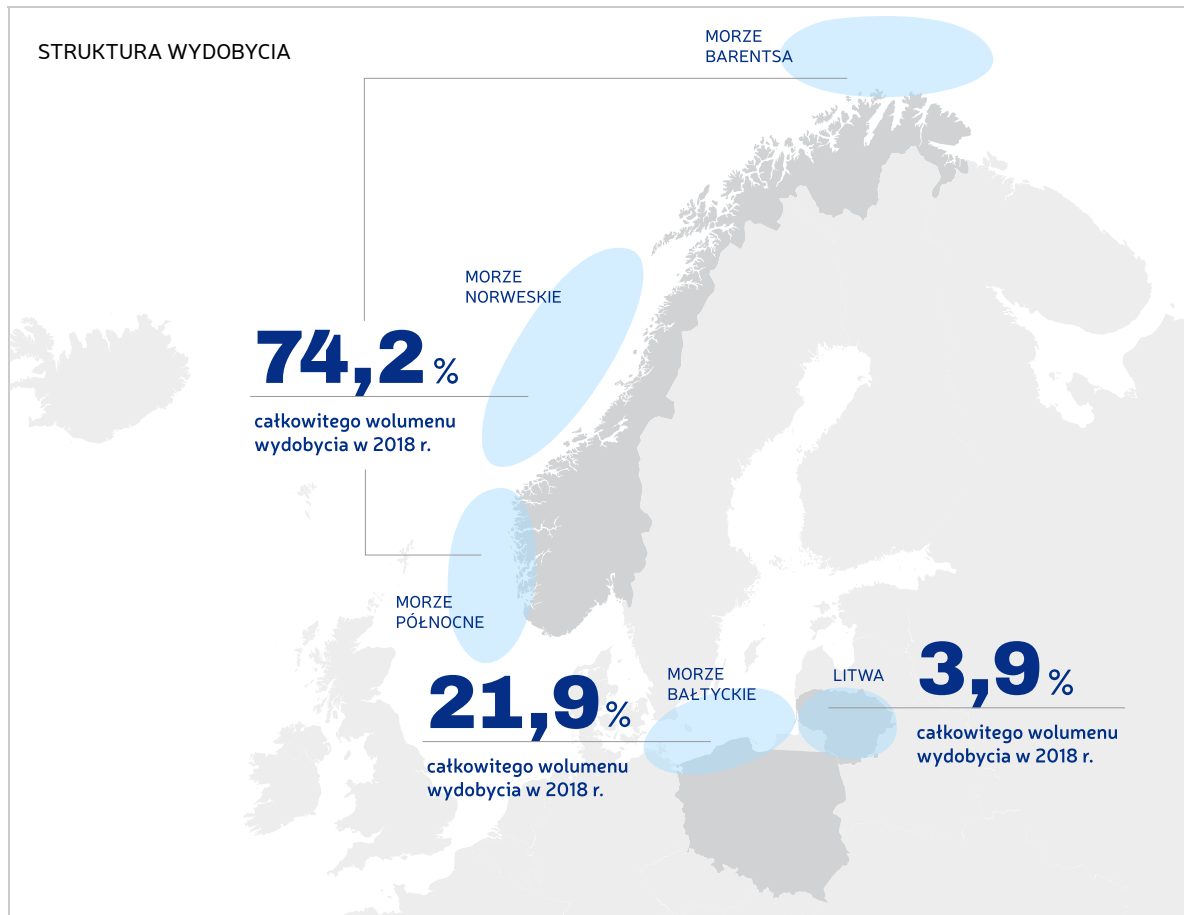 STRUKTURA WYDOBYCIA
MORZE
BARENTSA
MORZE
NORWESKIE
74,2 %
całkowitego wolumenu
wydobycia w 2018 r.
MORZE
PÓŁNOCNE
21,9 %
całkowitego wolumenu
wydobycia w 2018 r.
MORZE
BAŁTYCKIE
LITWA
3,9 %
całkowitego wolumenu
wydobycia w 2018 r.